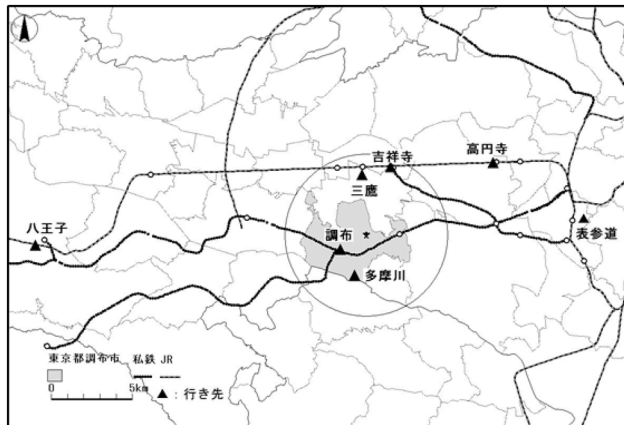 高円寺
吉祥寺
三鷹
八王子
表参道
調布
多摩川
東京都調布市 私鉄 JR
0 5km
▲:行き先